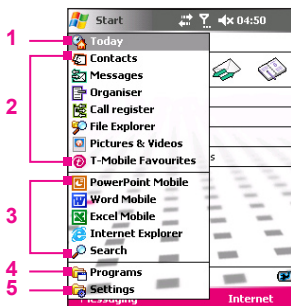 Start 04:50
1 Today
Contacts
Messages
Organiser
2 Call register
File Explorer
Pictures & Videos
T-Mobile Favourites
s
PowerPoint Mobile
Word Mobile
3 Excel Mobile
Internet Explorer
Search
4 Programs
5 Settings
Messaging Internet